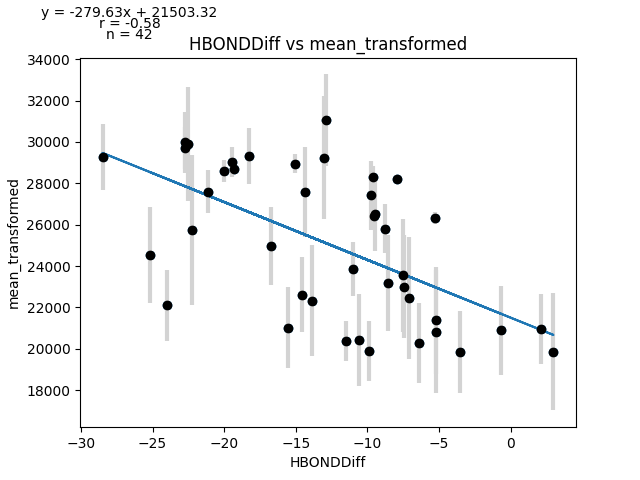 y = -279.63x + 21503.32
r = -0.58
n = 42
HBONDDiff vs mean_transformed
34000
32000
30000
28000
26000
24000
22000
20000
18000
mean_transformed
−30
−25
−20
−15
−10
−5
0
HBONDDiff